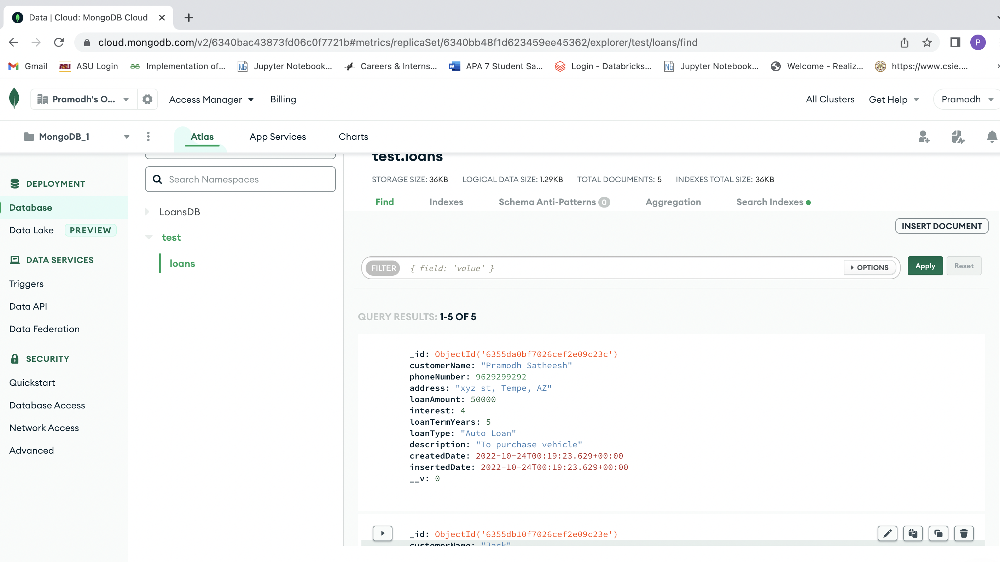 Data | Cloud: MongoDB Cloud
cloud.mongodb.com/v2/6340bac43873fd06c0f7721b#metrics/replicaSet/6340bb48f1d623459ee45362/explorer/test/loans/find
P
Gmail
ASU Login
Implementation of...
Jupyter Notebook...
Careers & Interns...
APA 7 Student Sa...
Login - Databricks...
Jupyter Notebook...
Welcome - Realiz...
https://www.csie....
Pramodh's O...
Access Manager
Billing
All Clusters
Get Help
Pramodh
MongoDB_1
Atlas
App Services
Charts
DEPLOYMENT
Database
Data Lake PREVIEW
DATA SERVICES
Triggers
Data API
Data Federation
SECURITY
Quickstart
Database Access
Network Access
Advanced
Search Namespaces
LoansDB
test
loans
test.loans
STORAGE SIZE: 36KB LOGICAL DATA SIZE: 1.29KB TOTAL DOCUMENTS: 5 INDEXES TOTAL SIZE: 36KB
Find Indexes Schema Anti-Patterns 0 Aggregation Search Indexes
INSERT DOCUMENT
FILTER { field: 'value' } OPTIONS Apply Reset
QUERY RESULTS: 1-5 OF 5
_id: ObjectId('6355da0bf7026cef2e09c23c')
customerName: "Pramodh Satheesh"
phoneNumber: 9629299292
address: "xyz st, Tempe, AZ"
loanAmount: 50000
interest: 4
loanTermYears: 5
loanType: "Auto Loan"
description: "To purchase vehicle"
createdDate: 2022-10-24T00:19:23.629+00:00
insertedDate: 2022-10-24T00:19:23.629+00:00
__v: 0
_id: ObjectId('6355db10f7026cef2e09c23e')
customerName: "Jack"